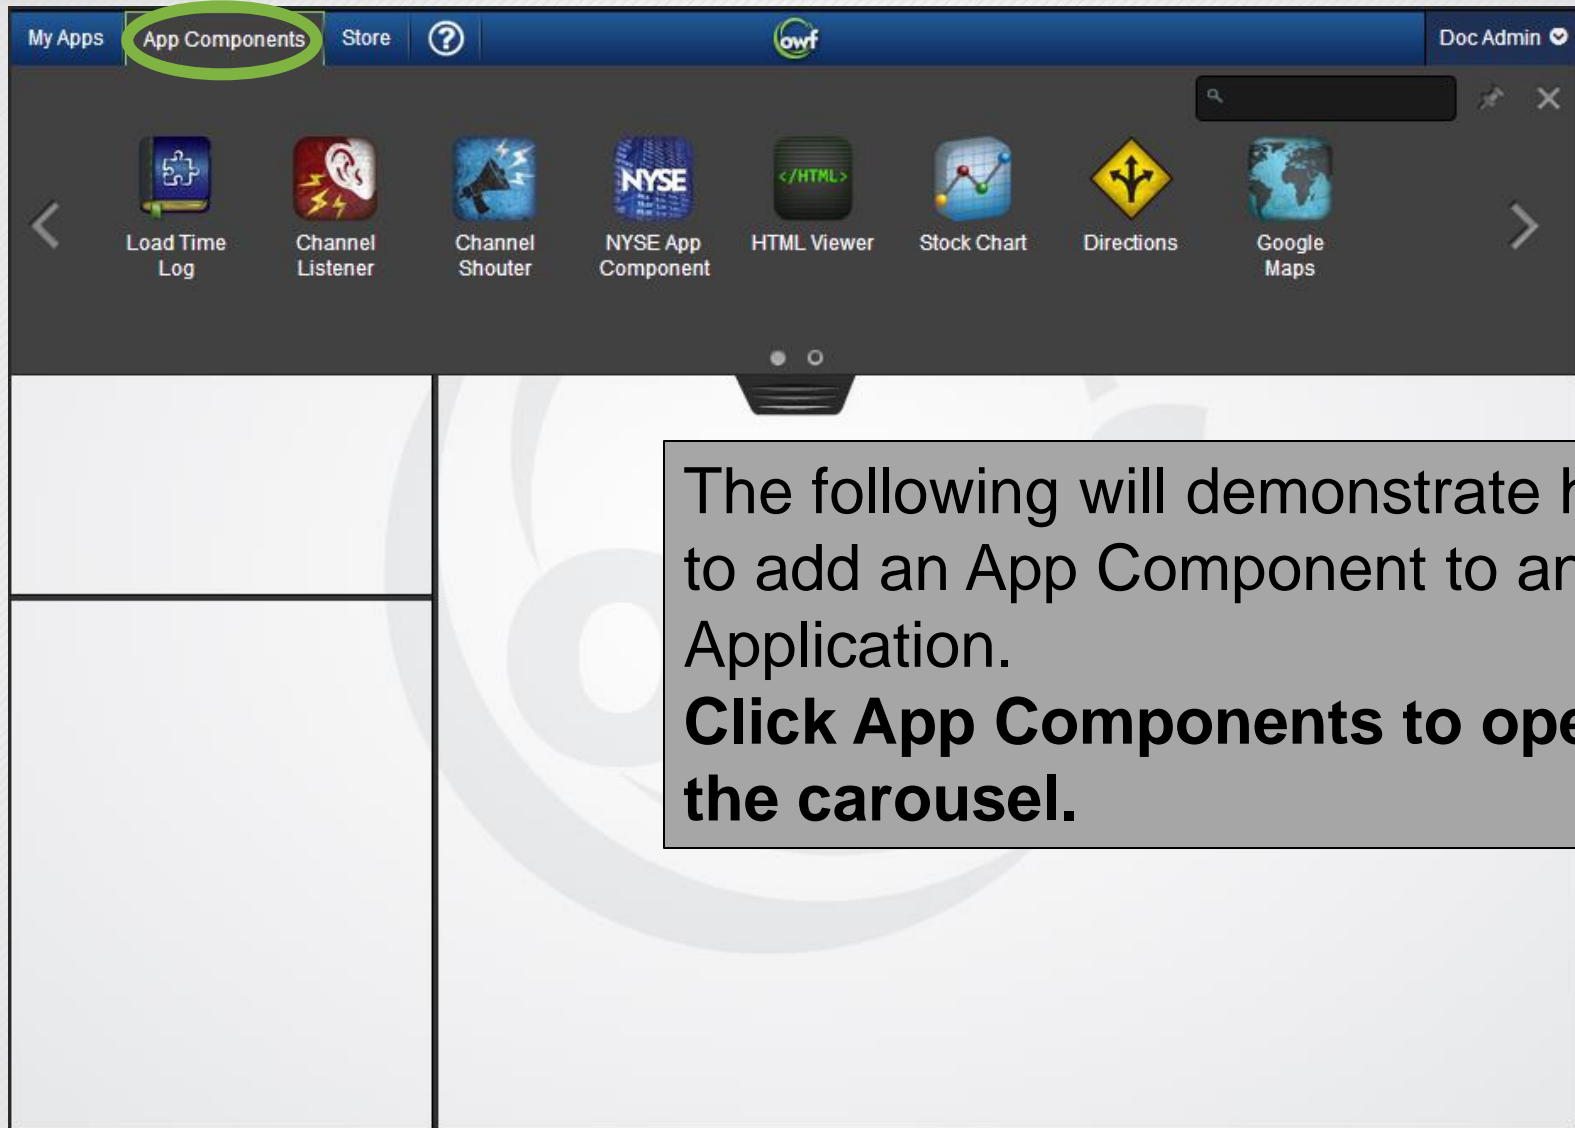 My Apps App Components Store ? owf Doc Admin
NYSE </HTML>
Load Time Log
Channel Listener
Channel Shouter
NYSE App Component
HTML Viewer
Stock Chart
Directions
Google Maps
The following will demonstrate
to add an App Component to
Application.
Click App Components to
the carousel.